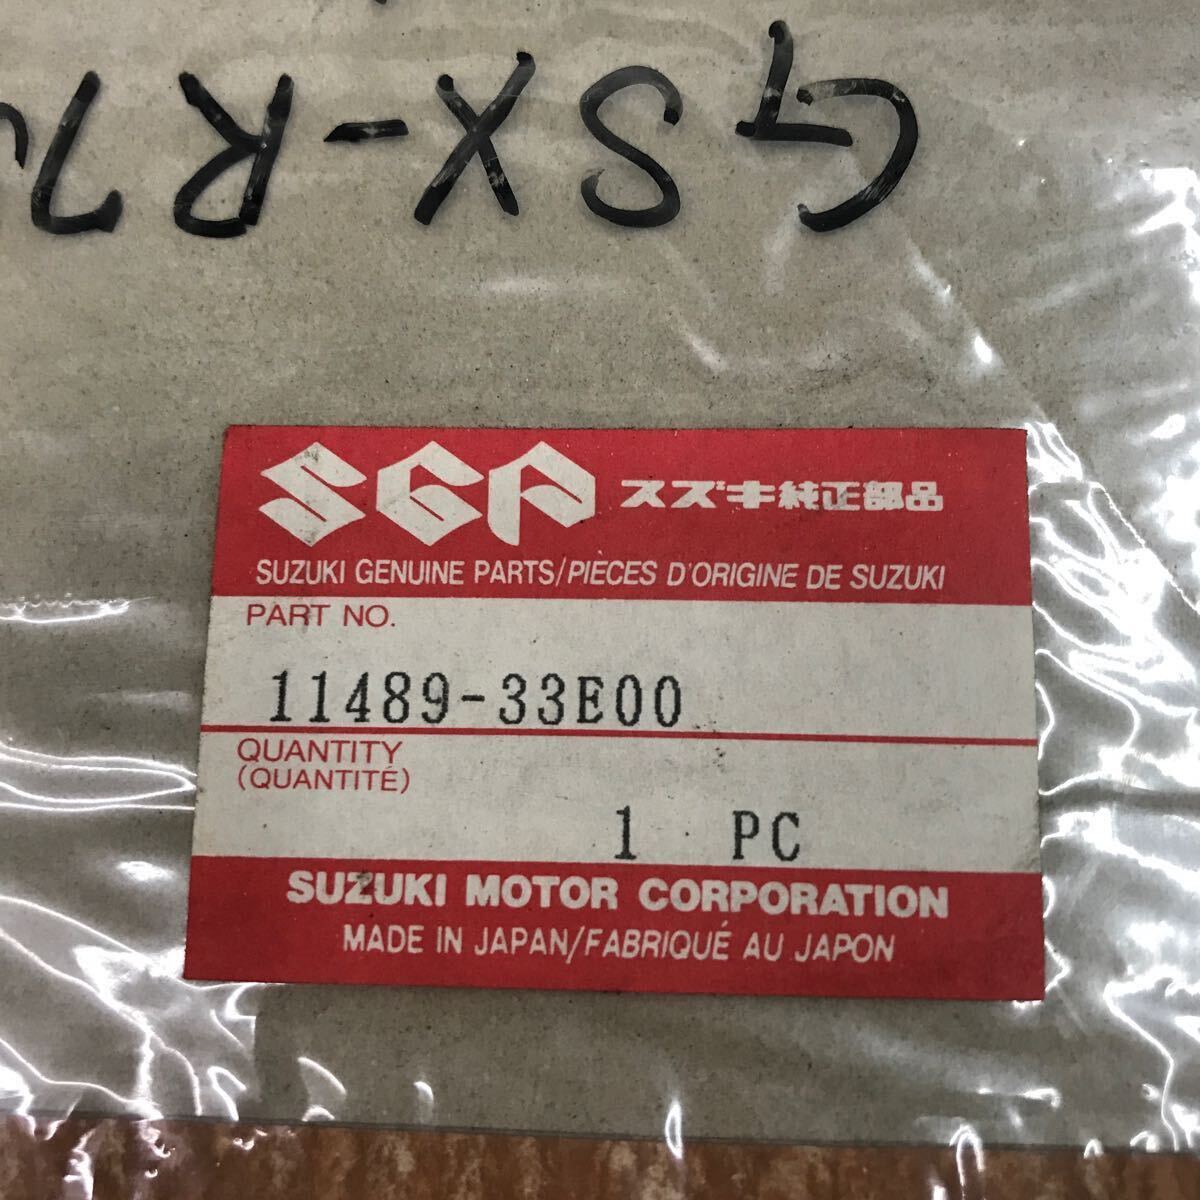 GSX-R7
SGP スズキ純正部品
SUZUKI GENUINE PARTS/PIÈCES D'ORIGINE DE SUZUKI
PART NO.
11489-33E00
QUANTITY
(QUANTITÉ)
1 PC
SUZUKI MOTOR CORPORATION
MADE IN JAPAN/FABRIQUÉ AU JAPON